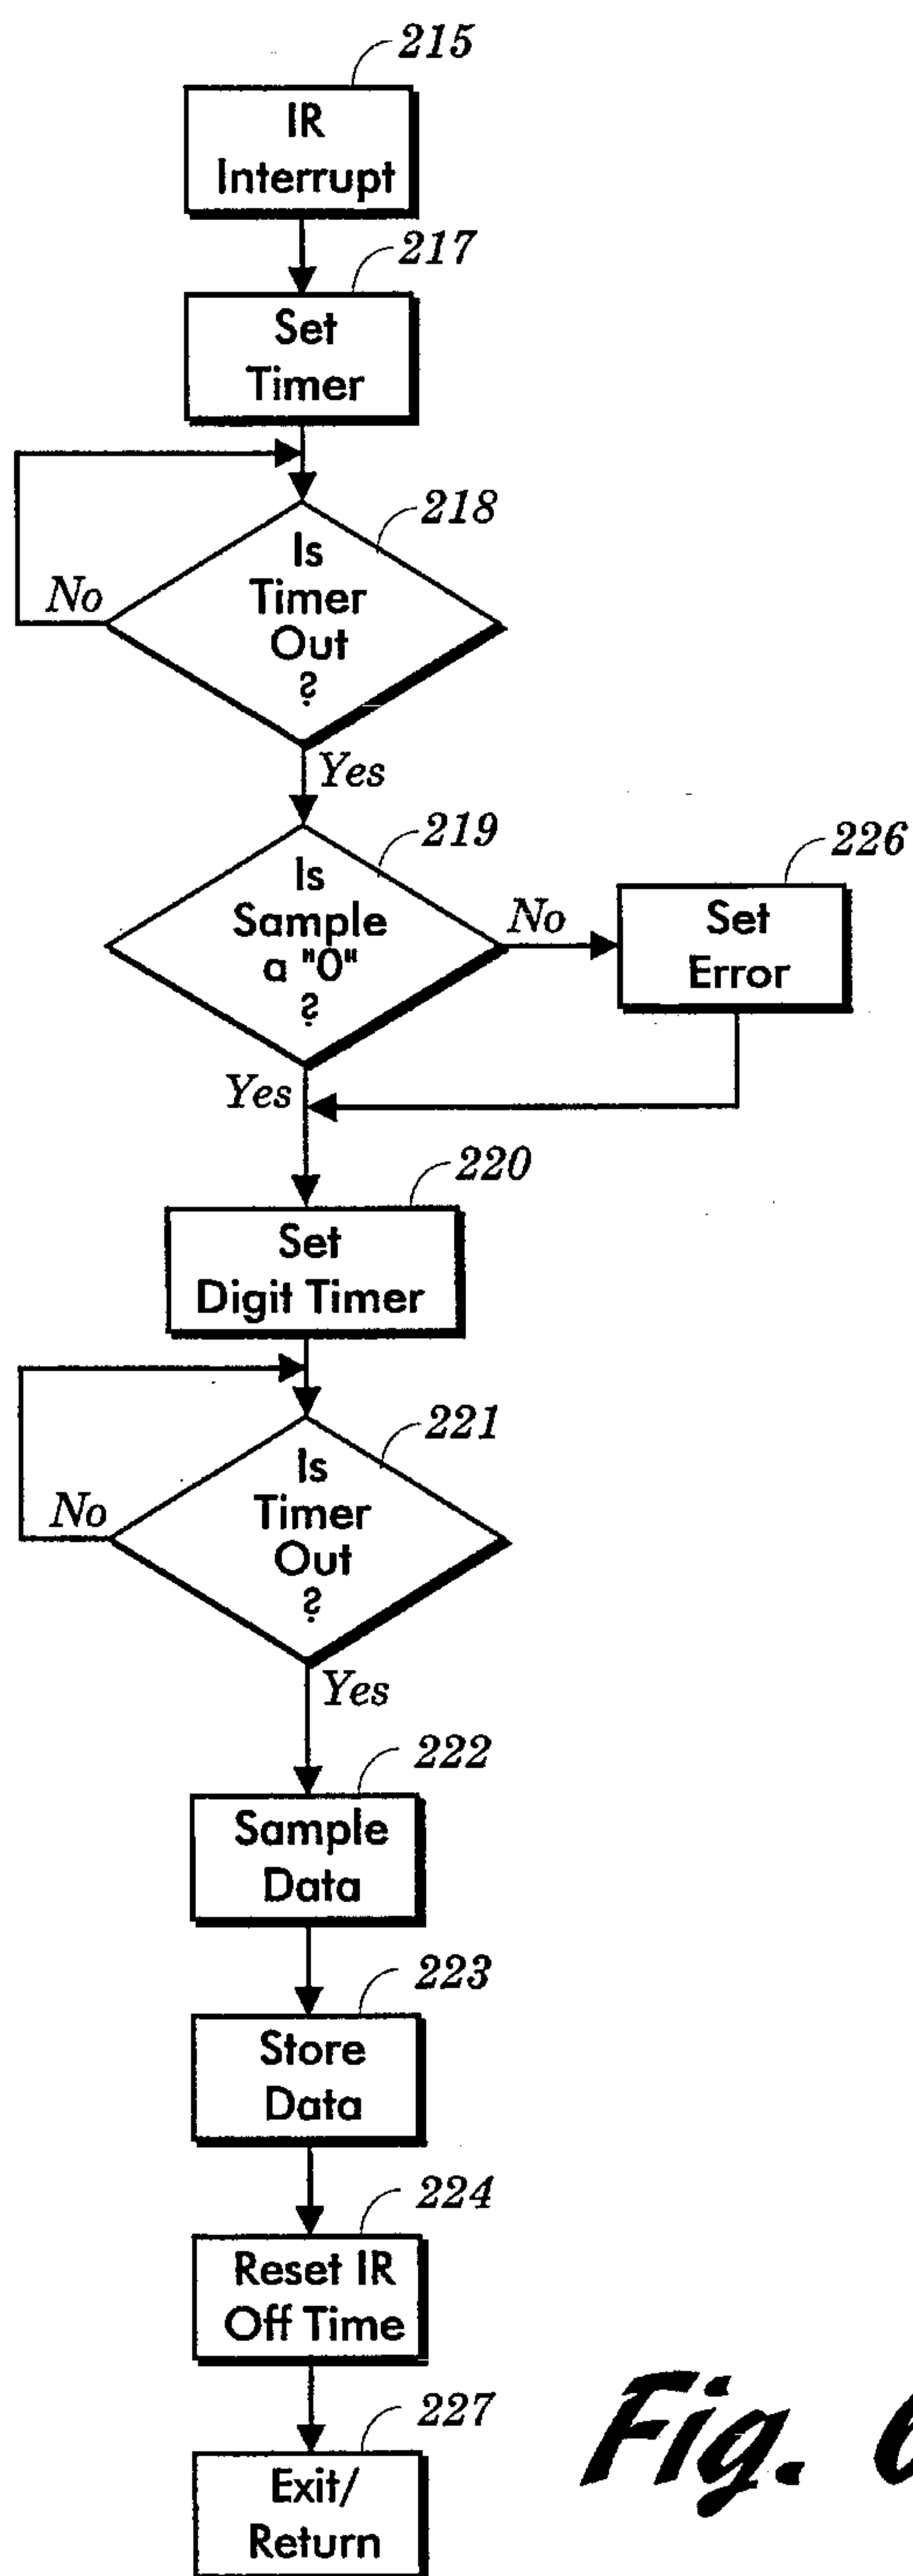 215
IR
Interrupt
217
Set
Timer
218
Is
Timer
Out
?
No
Yes
219
Is
Sample
a "0"
?
No
226
Set
Error
Yes
220
Set
Digit Timer
221
Is
Timer
Out
?
No
Yes
222
Sample
Data
223
Store
Data
224
Reset IR
Off Time
227
Exit/
Return
Fig.